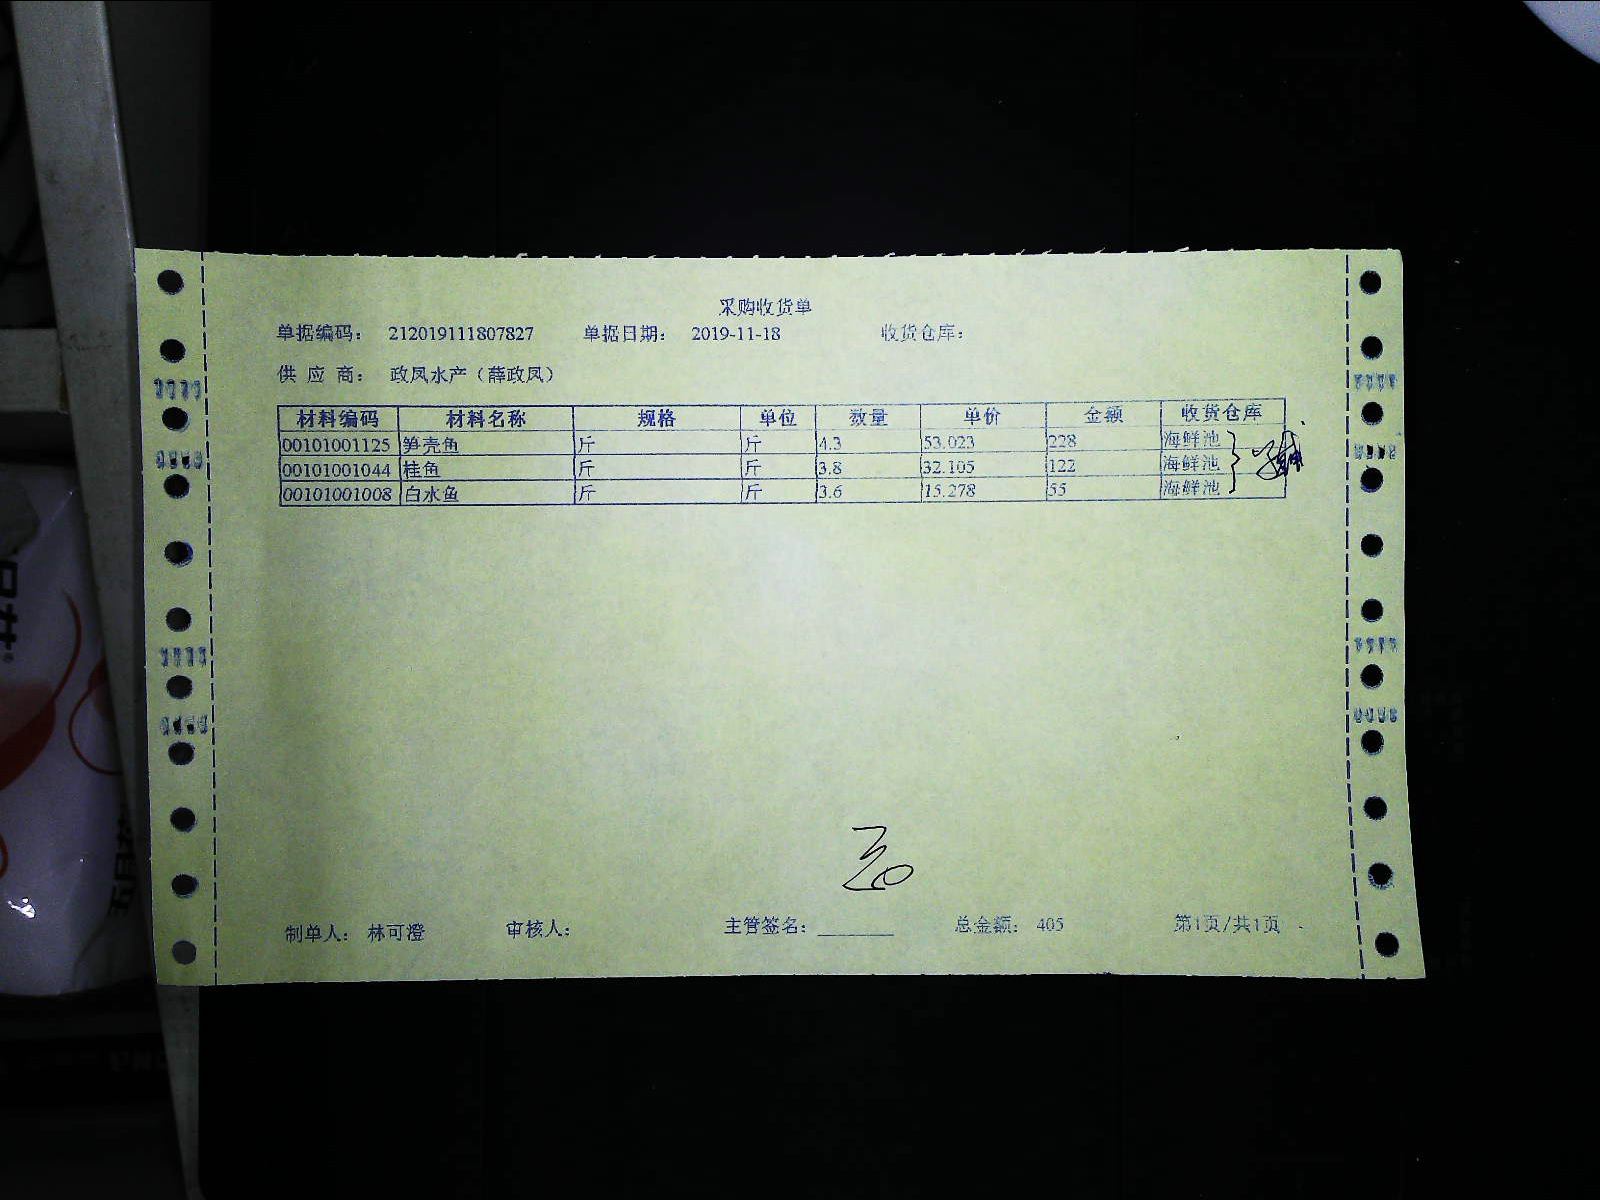 采购收货单
单据编码： 212019111807827 单据日期： 2019-11-18 收货仓库：
供 应 商： 政凤水产（薛政凤）
材料编码 材料名称 规格 单位 数量 单价 金额 收货仓库
00101001125 笋壳鱼 斤 斤 4.3 53.023 228 海鲜池
00101001044 桂鱼 斤 斤 3.8 32.105 122 海鲜池
00101001008 白水鱼 斤 斤 3.6 15.278 55 海鲜池
制单人： 林可澄 审核人： 主管签名：________ 总金额： 405 第1页/共1页